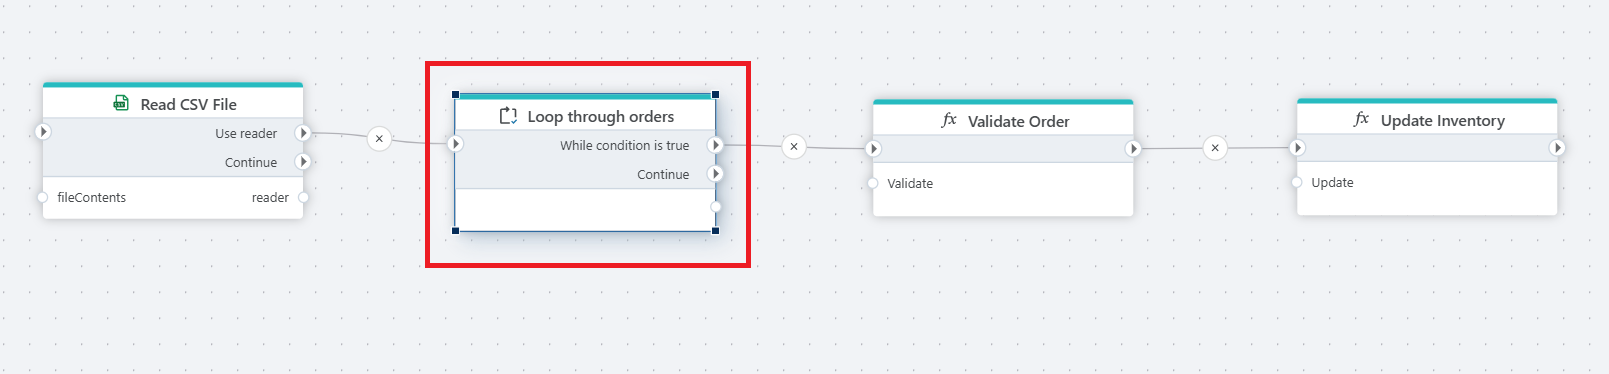 Read CSV File
Use reader
Continue
fileContents
reader
Loop through orders
While condition is true
Continue
fx Validate Order
Validate
fx Update Inventory
Update